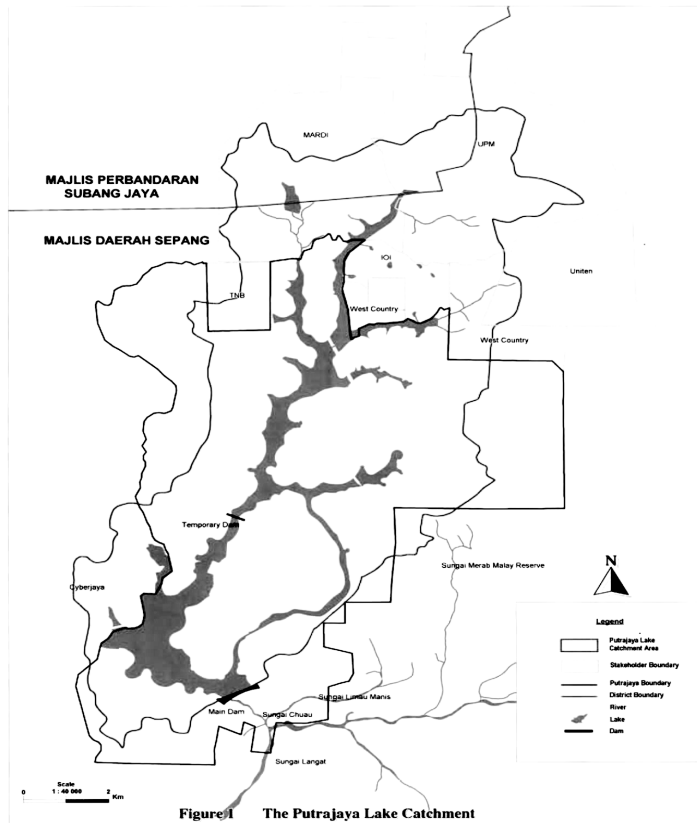 MARDI
UPM
MAJLIS PERBANDARAN
SUBANG JAYA
MAJLIS DAERAH SEPANG
IOI
Uniten
TNB
West Country
West Country
Temporary Dam
Sungai Merab Malay Reserve
Cyberjaya
N
Legend
Putrajaya Lake
Catchment Area
Stakeholder Boundary
Putrajaya Boundary
District Boundary
River
Lake
Dam
Sungai Limau Manis
Main Dam
Sungai Chuau
Sungai Langat
Scale
1 : 40 000
0 2
Km
Figure 1 The Putrajaya Lake Catchment